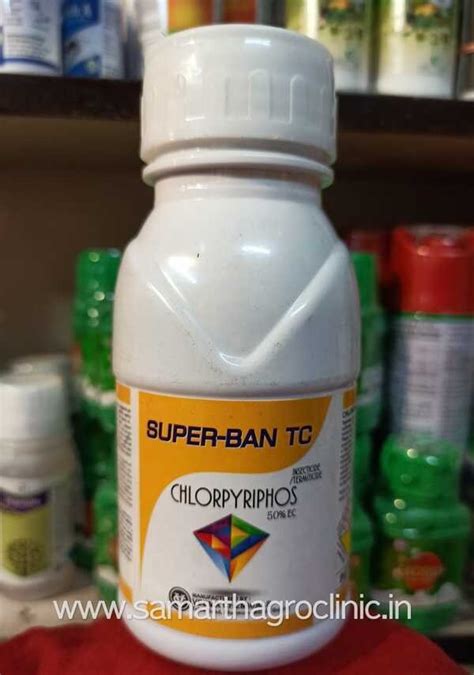 SUPER-BAN TC
INSECTICIDE
/TERMITICIDE
CHLORPYRIPHOS
50% EC
www.samarthagroclinic.in